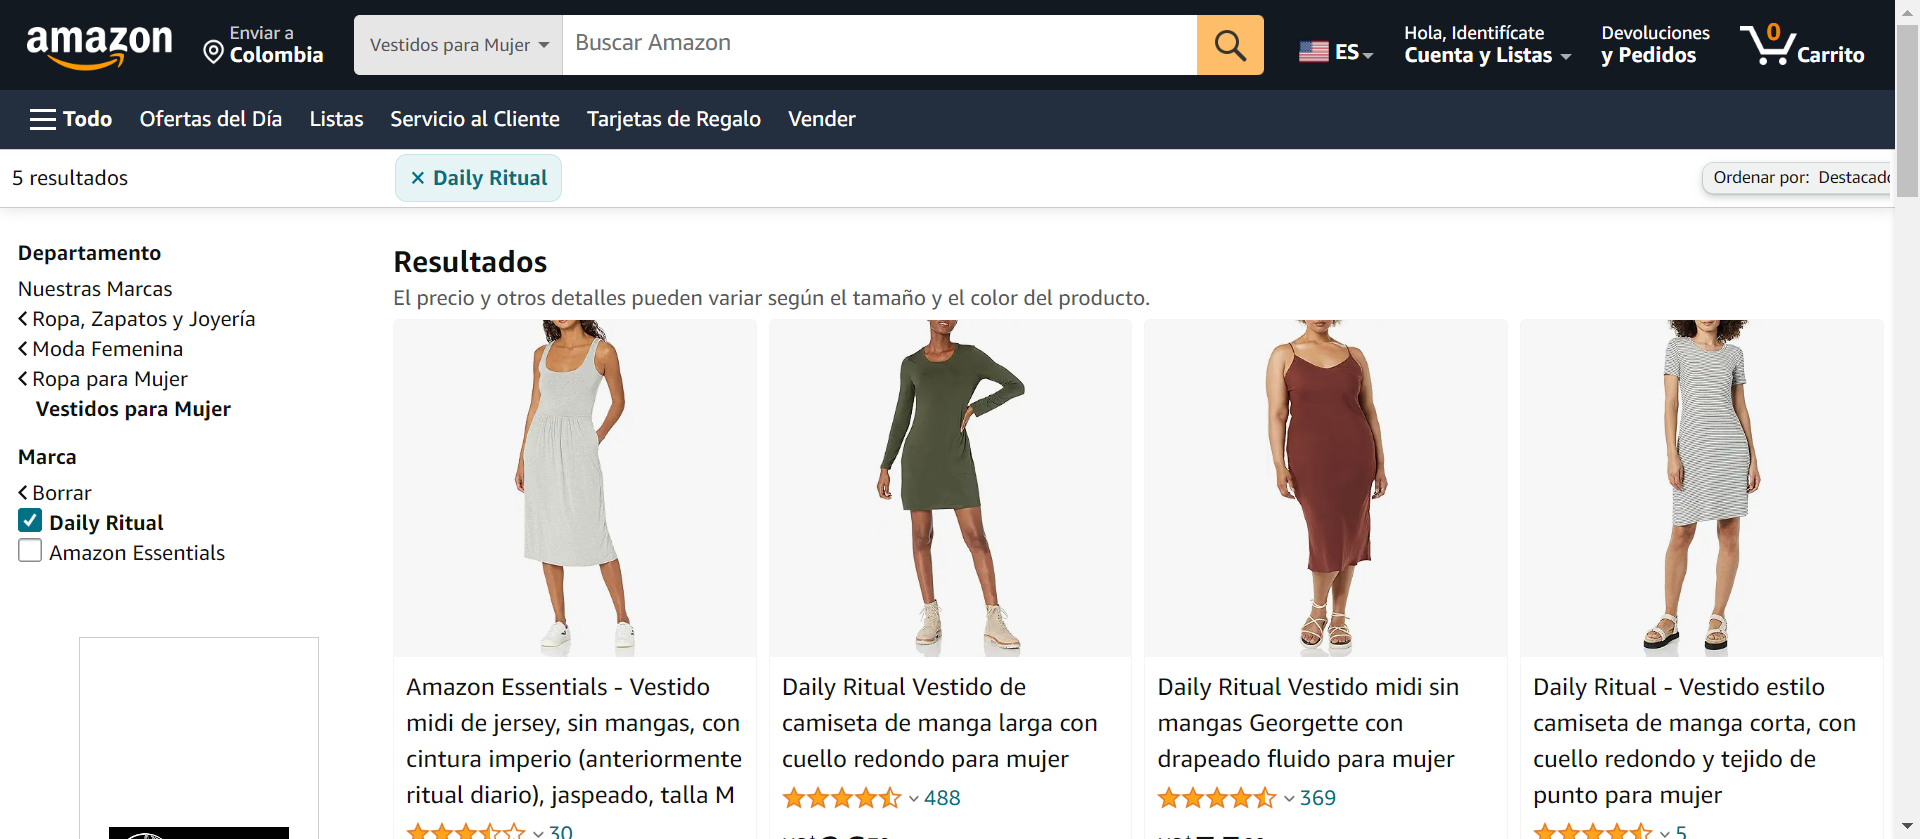 amazon
Enviar a
Colombia
Vestidos para Mujer
Buscar Amazon
ES
Hola, Identifícate
Cuenta y Listas
Devoluciones
y Pedidos
0
Carrito
Todo
Ofertas del Día
Listas
Servicio al Cliente
Tarjetas de Regalo
Vender
5 resultados
× Daily Ritual
Ordenar por: Destacado
Departamento
Nuestras Marcas
Ropa, Zapatos y Joyería
Moda Femenina
Ropa para Mujer
Vestidos para Mujer
Marca
Borrar
Daily Ritual
Amazon Essentials
Resultados
El precio y otros detalles pueden variar según el tamaño y el color del producto.
Amazon Essentials - Vestido
midi de jersey, sin mangas, con
cintura imperio (anteriormente
ritual diario), jaspeado, talla M
30
Daily Ritual Vestido de
camiseta de manga larga con
cuello redondo para mujer
488
Daily Ritual Vestido midi sin
mangas Georgette con
drapeado fluido para mujer
369
Daily Ritual - Vestido estilo
camiseta de manga corta, con
cuello redondo y tejido de
punto para mujer
5